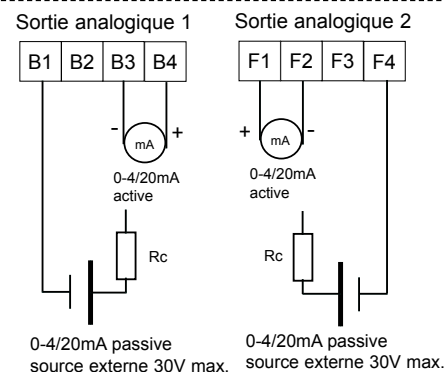 Sortie analogique 1
B1 B2 B3 B4
- mA +
0-4/20mA
active
Rc
0-4/20mA passive
source externe 30V max.
Sortie analogique 2
F1 F2 F3 F4
+ mA -
0-4/20mA
active
Rc
0-4/20mA passive
source externe 30V max.